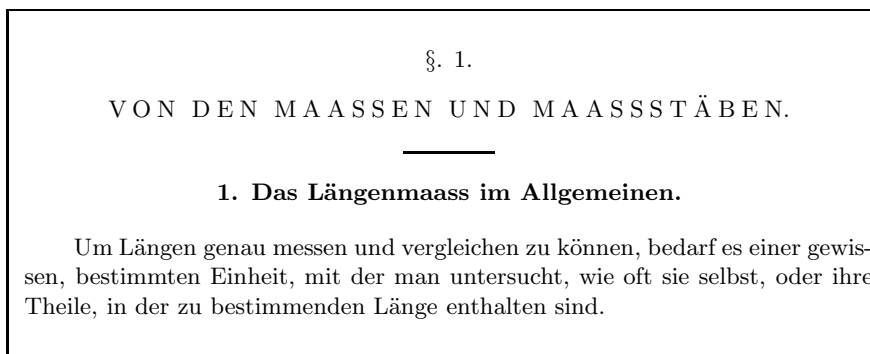 §. 1.
VON DEN MAASSEN UND MAASSSTÄBEN.
1. Das Längenmaass im Allgemeinen.
Um Längen genau messen und vergleichen zu können, bedarf es einer gewis-
sen, bestimmten Einheit, mit der man untersucht, wie oft sie selbst, oder ihre
Theile, in der zu bestimmenden Länge enthalten sind.